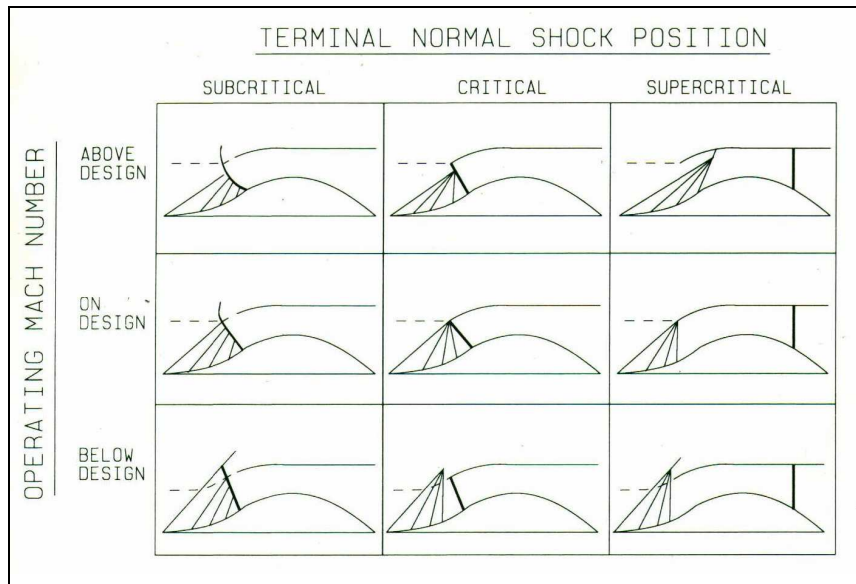 TERMINAL NORMAL SHOCK POSITION
SUBCRITICAL CRITICAL SUPERCRITICAL
OPERATING MACH NUMBER
ABOVE
DESIGN
ON
DESIGN
BELOW
DESIGN